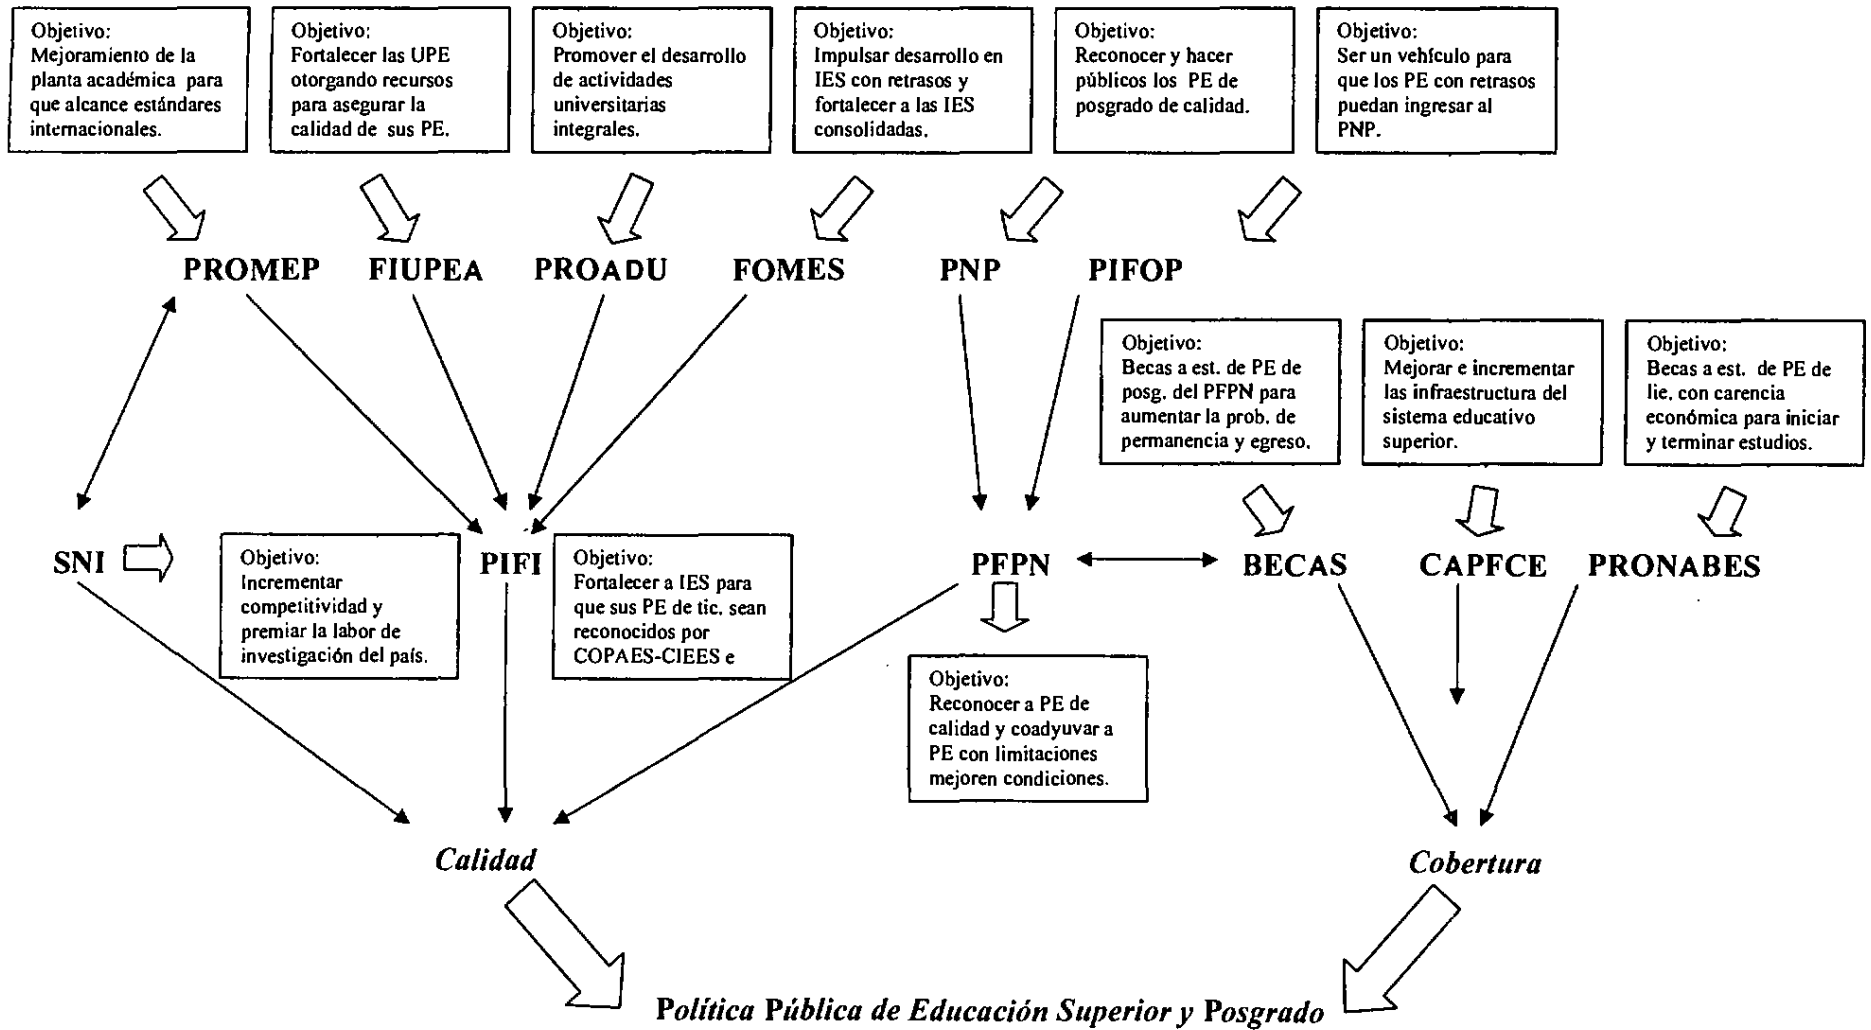 Objetivo:
Mejoramiento de la
planta académica para
que alcance estándares
internacionales.
Objetivo:
Fortalecer las UPE
otorgando recursos
para asegurar la
calidad de sus PE.
Objetivo:
Promover el desarrollo
de actividades
universitarias
integrales.
Objetivo:
Impulsar desarrollo en
IES con retrasos y
fortalecer a las IES
consolidadas.
Objetivo:
Reconocer y hacer
públicos los PE de
posgrado de calidad.
Objetivo:
Ser un vehículo para
que los PE con retrasos
puedan ingresar al
PNP.
PROMEP
FIUPEA
PROADU
FOMES
PNP
PIFOP
Objetivo:
Becas a est. de PE de
posg. del PFPN para
aumentar la prob. de
permanencia y egreso.
Objetivo:
Mejorar e incrementar
las infraestructura del
sistema educativo
superior.
Objetivo:
Becas a est. de PE de
lie. con carencia
económica para iniciar
y terminar estudios.
SNI
Objetivo:
Incrementar
competitividad y
premiar la labor de
investigación del país.
PIFI
Objetivo:
Fortalecer a IES para
que sus PE de tic. sean
reconocidos por
COPAES-CIEES e
PFPN
BECAS
CAPFCE
PRONABES
Objetivo:
Reconocer a PE de
calidad y coadyuvar a
PE con limitaciones
mejoren condiciones.
Calidad
Cobertura
Política Pública de Educación Superior y Posgrado